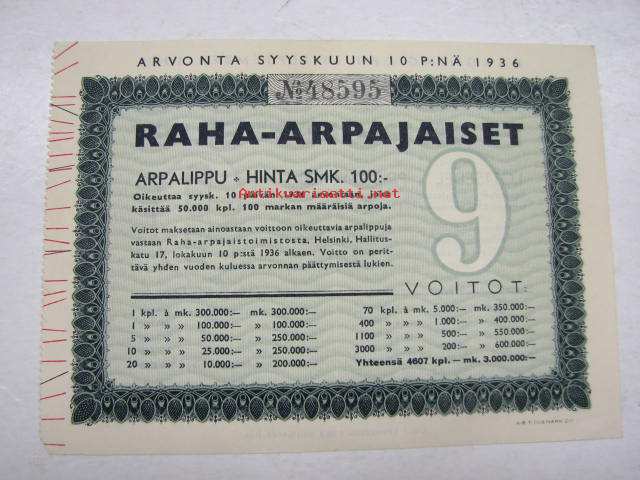 ARVONTA SYYSKUUN 10 P:NÄ 1936
№ 48595
RAHA-ARPAJAISET
ARPALIPPU ÷ HINTA SMK. 100:-
Antikvariaatti.net
Oikeuttaa syysk. 10 päivän arvontaan, joka
käsittää 50.000 kpl. 100 markan määräisiä arpoja.
9
Voitot maksetaan ainoastaan voittoon oikeuttavia arpalippuja
vastaan Raha-arpajaistoimistosta, Helsinki, Hallitus-
katu 17, lokakuun 10 p:stä 1936 alkaen. Voitto on perit-
tävä yhden vuoden kuluessa arvonnan päättymisestä lukien.
VOITOT:
1 kpl. à mk. 300.000:— mk. 300.000:—
1 » » 100.000:— » 100.000:—
5 » » 50.000:— » 250.000:—
10 » » 25.000:— » 250.000:—
20 » » 10.000:— » 200.000:—
70 kpl. à mk. 5.000:— mk. 350.000:—
400 » » 1.000:— » 400.000:—
1100 » » 500:— » 550.000:—
3000 » » 200:— » 600.000:—
Yhteensä 4607 kpl. — mk. 3.000.000:—